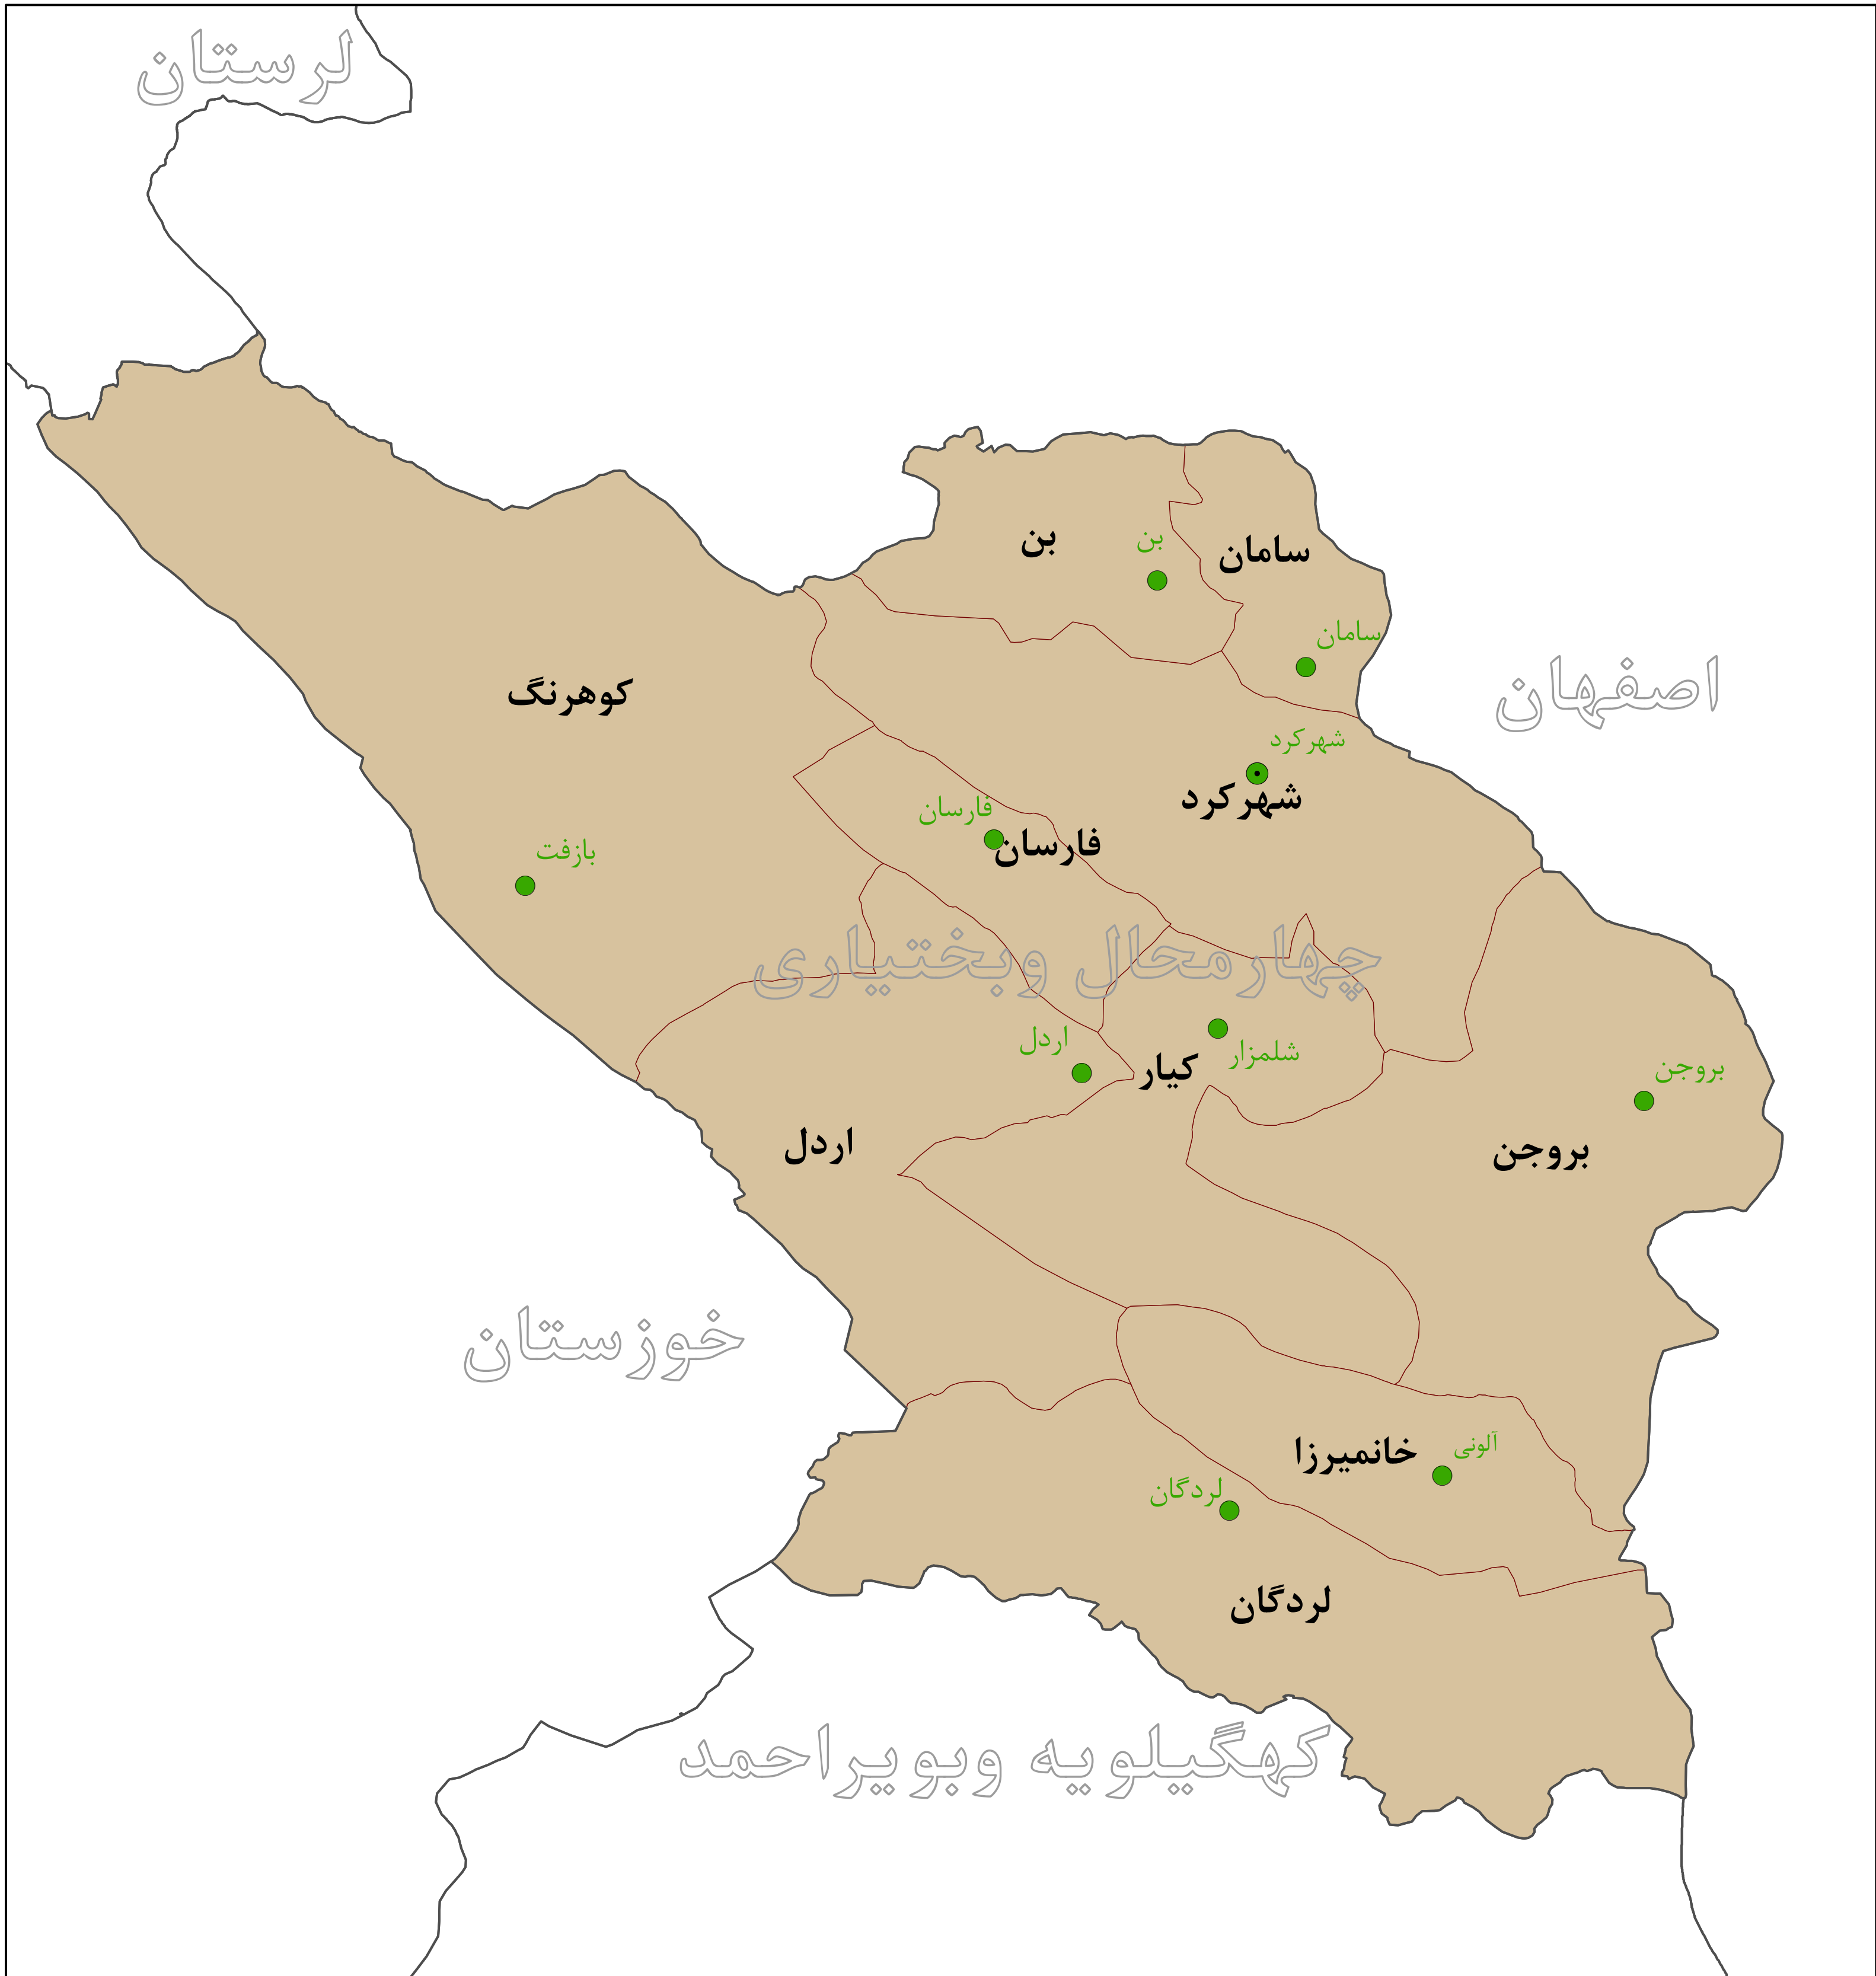 لرستان
بن
بن
سامان
سامان
اصفهان
کوهرنگ
شهرکرد
شهرکرد
فارسان
فارسان
بازفت
چهارمحال وبختیاری
اردل
شلمزار
کیار
بروجن
بروجن
اردل
خوزستان
خانمیرزا
آلونی
لردگان
لردگان
کهگیلویه وبویراحمد